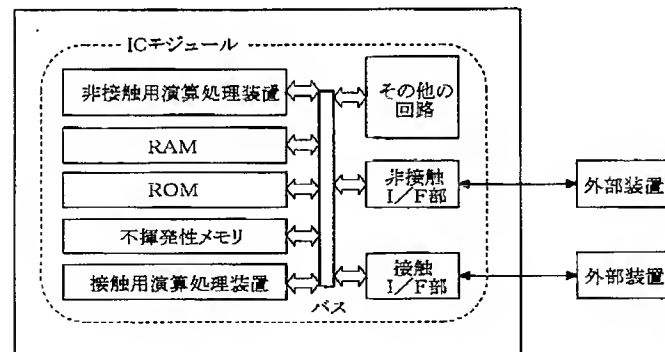 ICモジュール
非接触用演算処理装置
RAM
ROM
不揮発性メモリ
接触用演算処理装置
バス
その他の
回路
非接触
I/F部
外部装置
接触
I/F部
外部装置